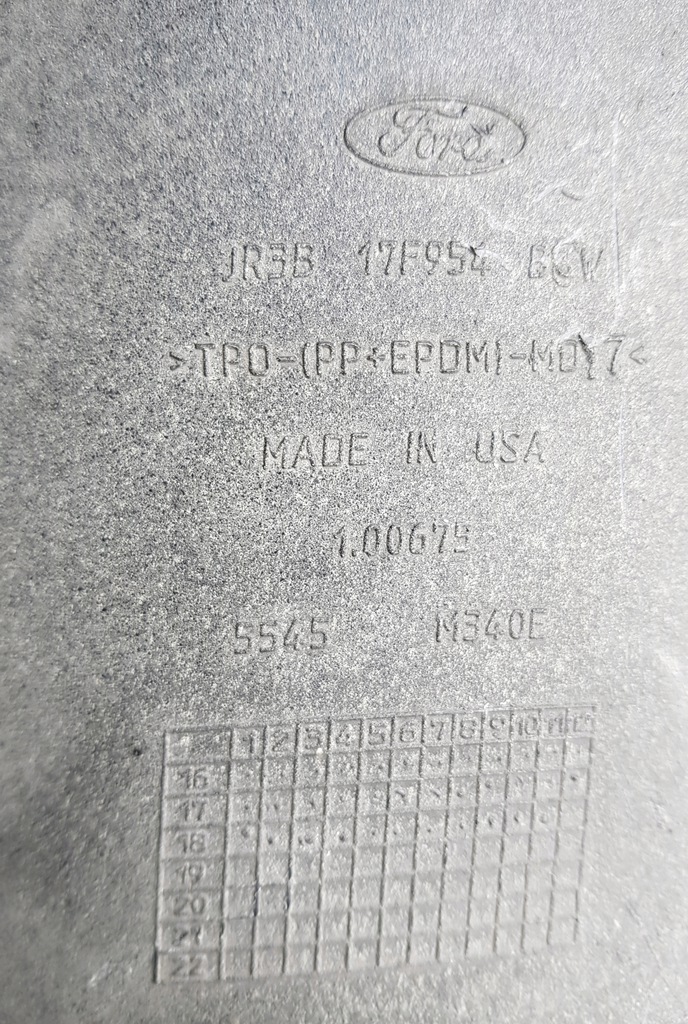 Ford
JR3B 17F954
>TPO-(PP+EPDM)-MD17<
MADE IN USA
1.00675
5545 M340E
1 2 3 4 5 6 7 8 9 10 11 12
16
17
18
19
20
21
22